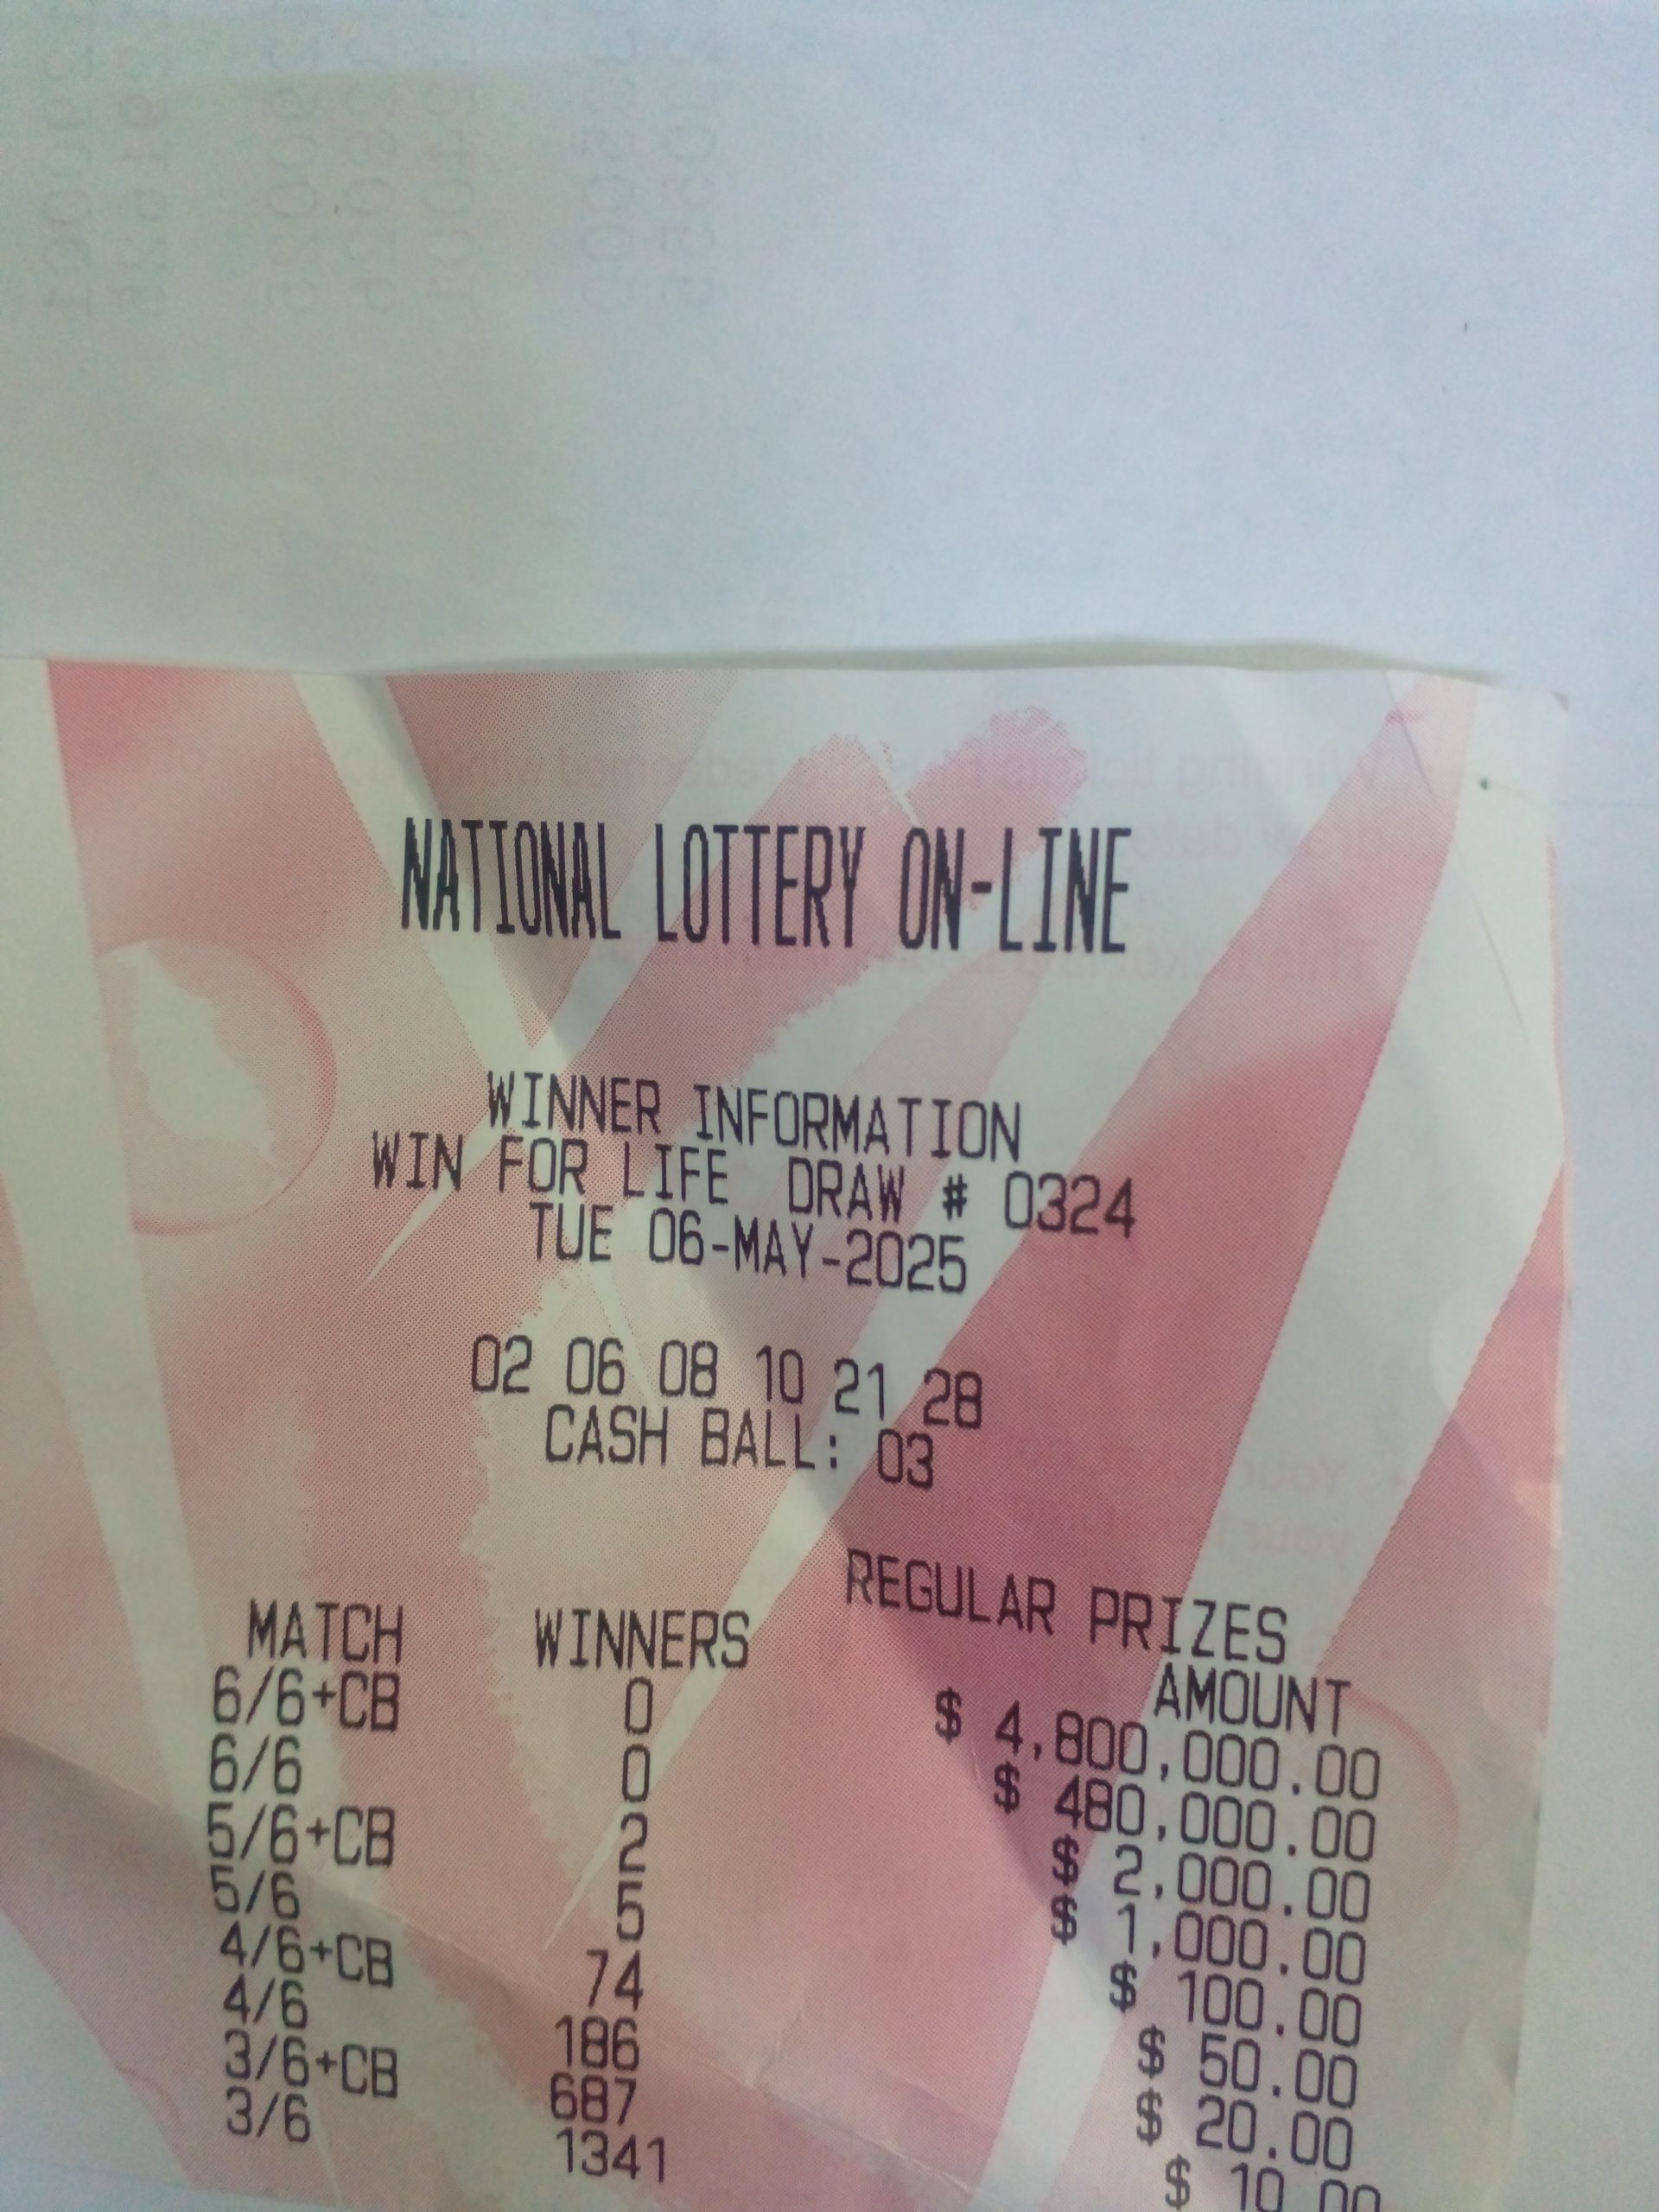 NATIONAL LOTTERY ON-LINE
WINNER INFORMATION
WIN FOR LIFE DRAW # 0324
TUE 06-MAY-2025
02 06 08 10 21 28
CASH BALL: 03
REGULAR PRIZES
MATCH WINNERS AMOUNT
6/6+CB 0 $ 4,800,000.00
6/6 0 $ 480,000.00
5/6+CB 2 $ 2,000.00
5/6 5 $ 1,000.00
4/6+CB 74 $ 100.00
4/6 186 $ 50.00
3/6+CB 687 $ 20.00
3/6 1341 $ 10.00